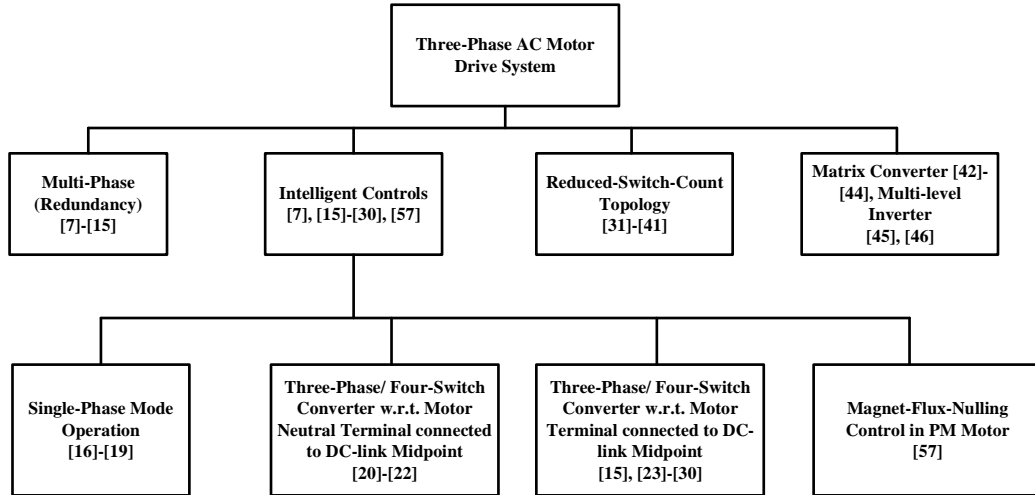 Three-Phase AC Motor
Drive System
Multi-Phase
(Redundancy)
[7]-[15]
Intelligent Controls
[7], [15]-[30], [57]
Reduced-Switch-Count
Topology
[31]-[41]
Matrix Converter [42]-
[44], Multi-level
Inverter
[45], [46]
Single-Phase Mode
Operation
[16]-[19]
Three-Phase/ Four-Switch
Converter w.r.t. Motor
Neutral Terminal connected
to DC-link Midpoint
[20]-[22]
Three-Phase/ Four-Switch
Converter w.r.t. Motor
Terminal connected to DC-
link Midpoint
[15], [23]-[30]
Magnet-Flux-Nulling
Control in PM Motor
[57]